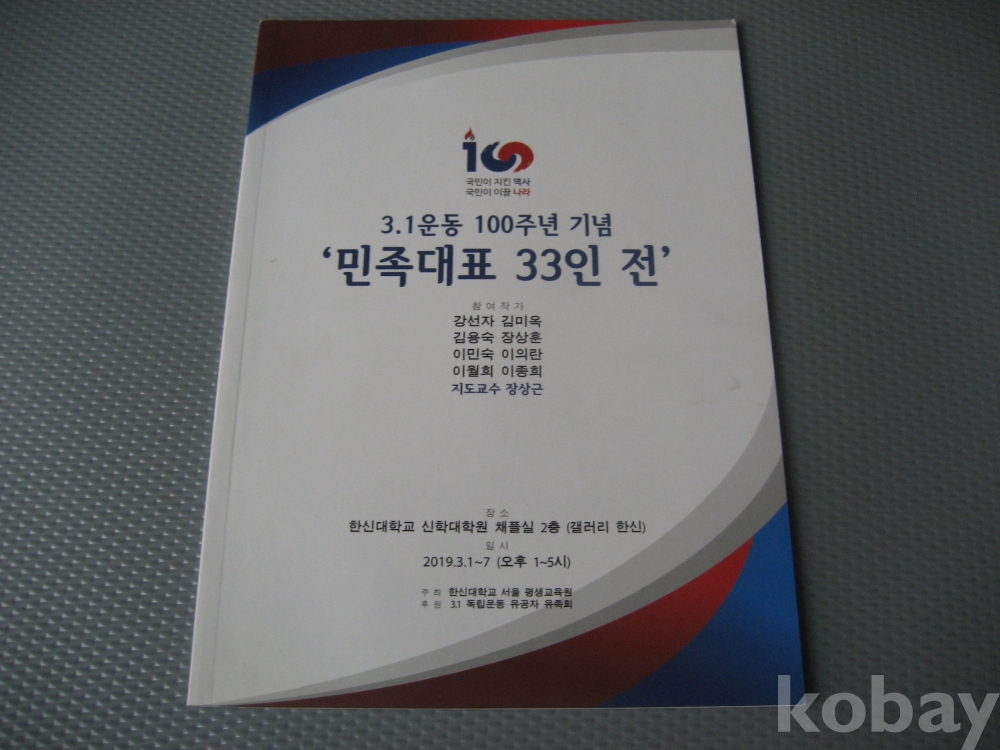 100
국민이 지킨 역사
국민이 이끌 나라
3.1운동 100주년 기념
‘민족대표 33인 전’
참여작가
강선자 김미옥
김용숙 장상훈
이민숙 이의란
이월희 이종희
지도교수 장상근
장소
한신대학교 신학대학원 채플실 2층 (갤러리 한신)
일시
2019.3.1~7 (오후 1~5시)
주최 한신대학교 서울 평생교육원
후원 3.1 독립운동 유공자 유족회
kobay